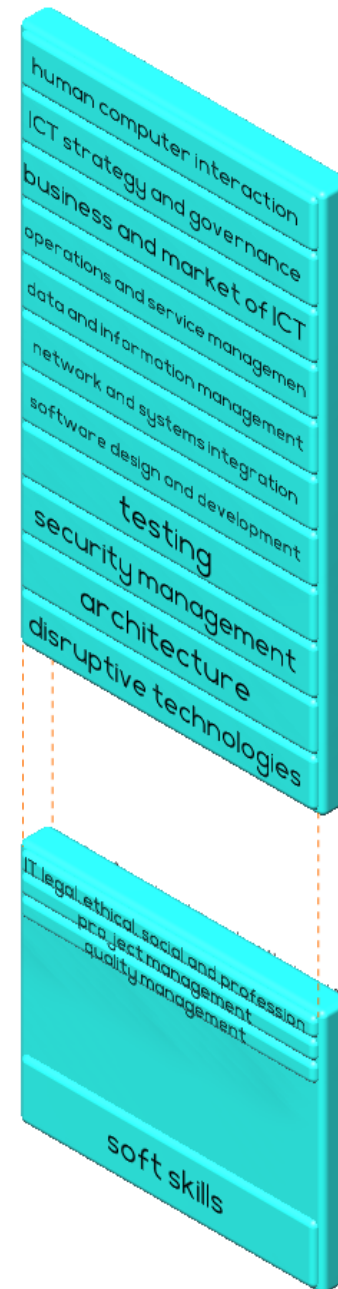 human computer interaction
ICT strategy and governance
business and market of ICT
operations and service managemen
data and information management
network and systems integration
software design and development
testing
security management
architecture
disruptive technologies
IT legal, ethical, social and profession
project management
quality management
soft skills